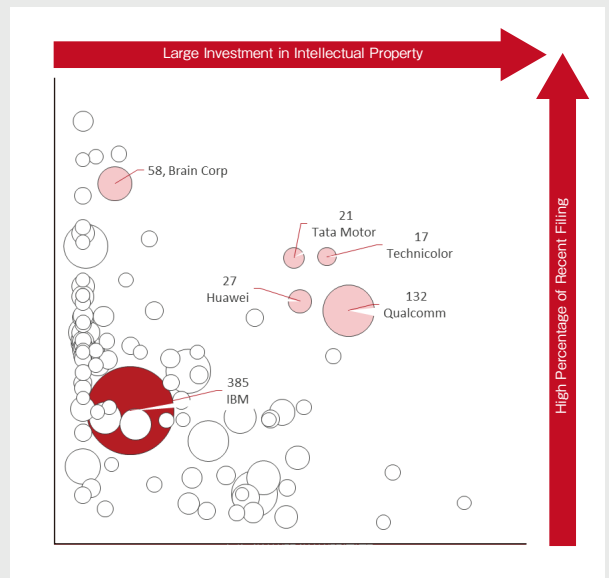 Large Investment in Intellectual Property
58, Brain Corp
21
Tata Motor
17
Technicolor
27
Huawei
132
Qualcomm
385
IBM
High Percentage of Recent Filing